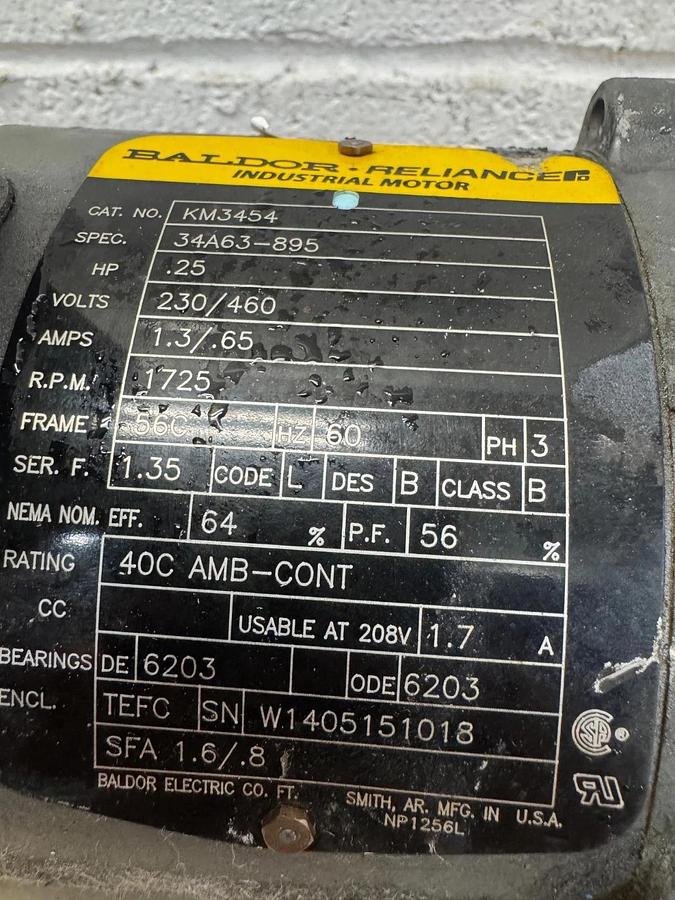 BALDOR · RELIANCER
INDUSTRIAL MOTOR
CAT. NO. KM3454
SPEC. 34A63-895
HP .25
VOLTS 230/460
AMPS 1.3/.65
R.P.M. 1725
FRAME 56C HZ 60 PH 3
SER. F. 1.35 CODE L DES B CLASS B
NEMA NOM. EFF. 64 % P.F. 56 %
RATING 40C AMB-CONT
CC USABLE AT 208V 1.7 A
BEARINGS DE 6203 ODE 6203
ENCL. TEFC SN W1405151018
SFA 1.6/.8
BALDOR ELECTRIC CO. FT. SMITH, AR. MFG. IN U.S.A.
NP1256L